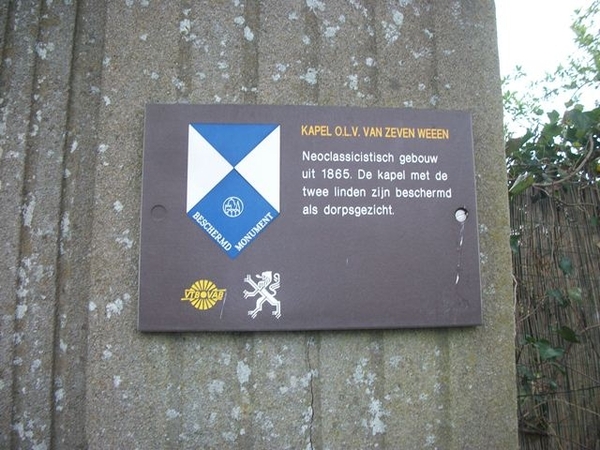 KAPEL O.L.V. VAN ZEVEN WEEEN
Neoclassicistisch gebouw
uit 1865. De kapel met de
twee linden zijn beschermd
als dorpsgezicht.
BESCHERMD MONUMENT
VTBVAB